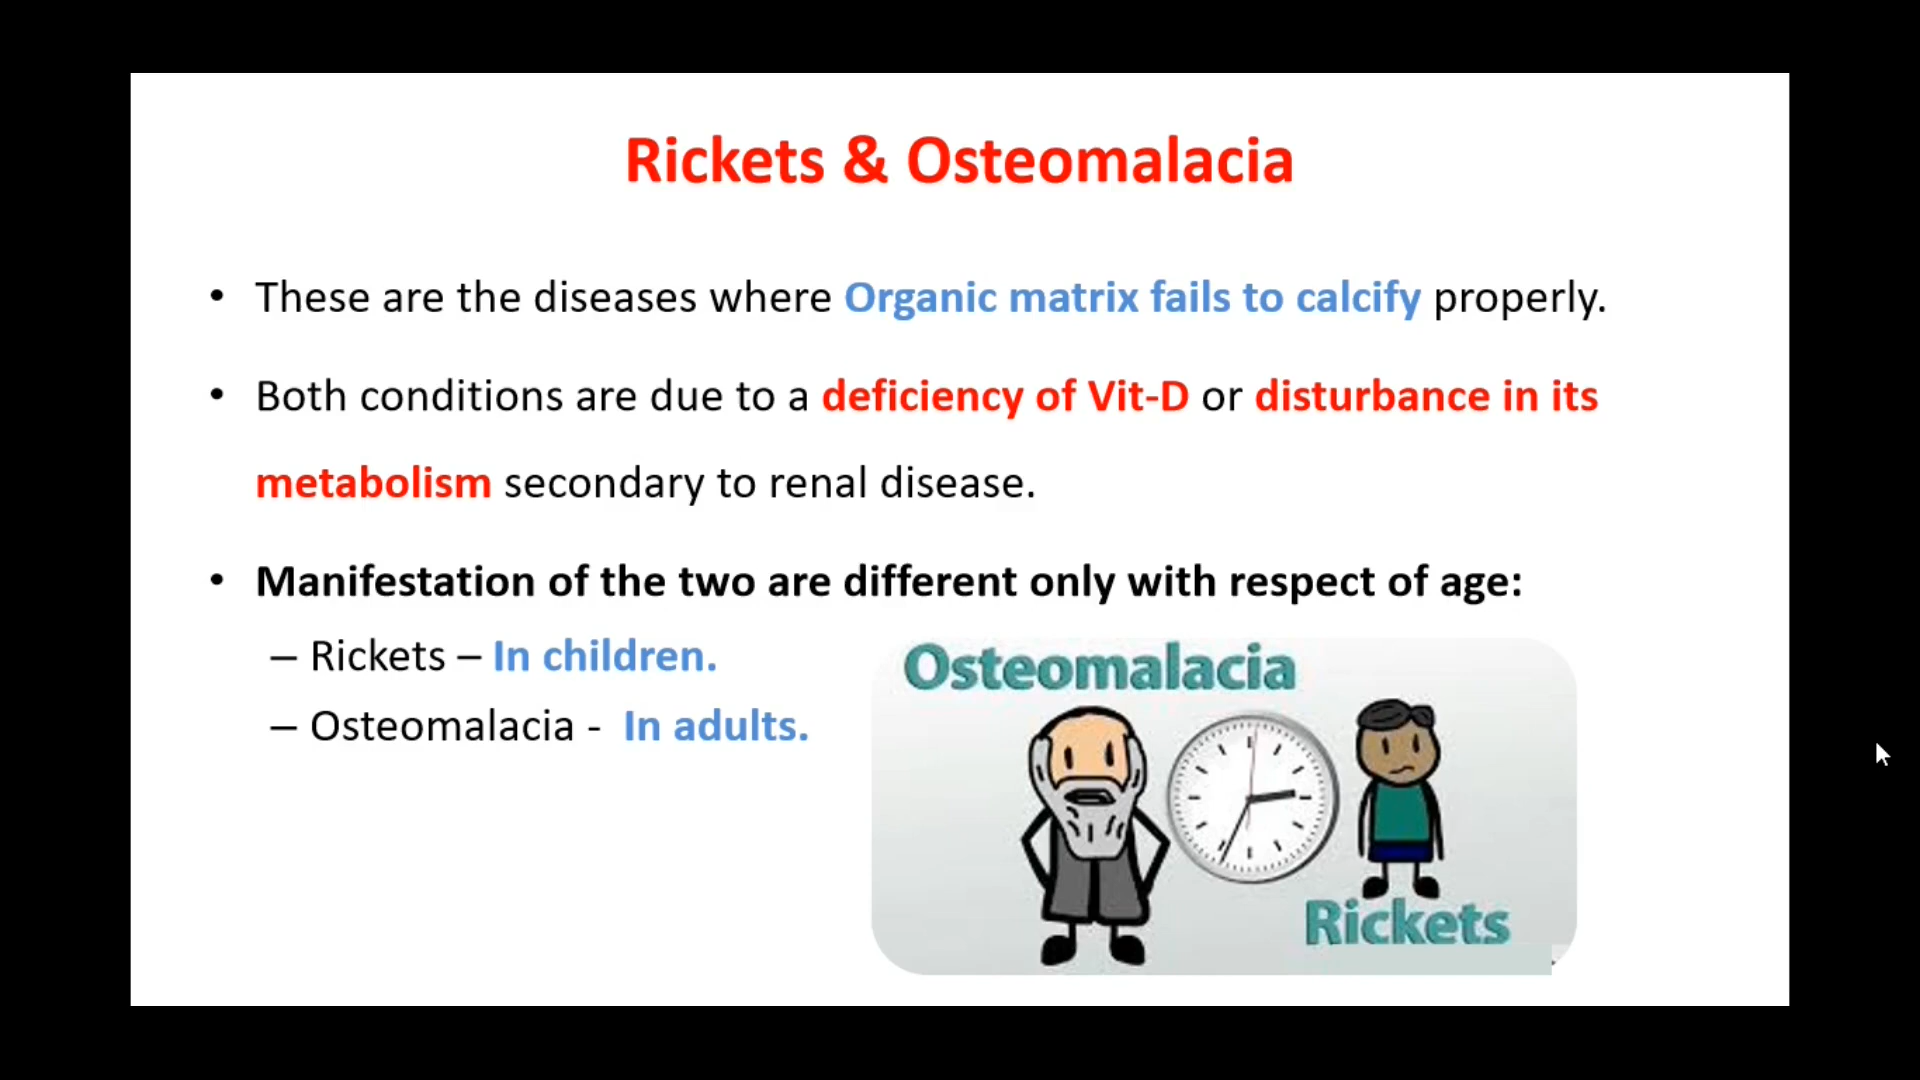 Rickets & Osteomalacia
• These are the diseases where Organic matrix fails to calcify properly.
• Both conditions are due to a deficiency of Vit-D or disturbance in its
metabolism secondary to renal disease.
• Manifestation of the two are different only with respect of age:
– Rickets – In children.
– Osteomalacia - In adults.
Osteomalacia
Rickets